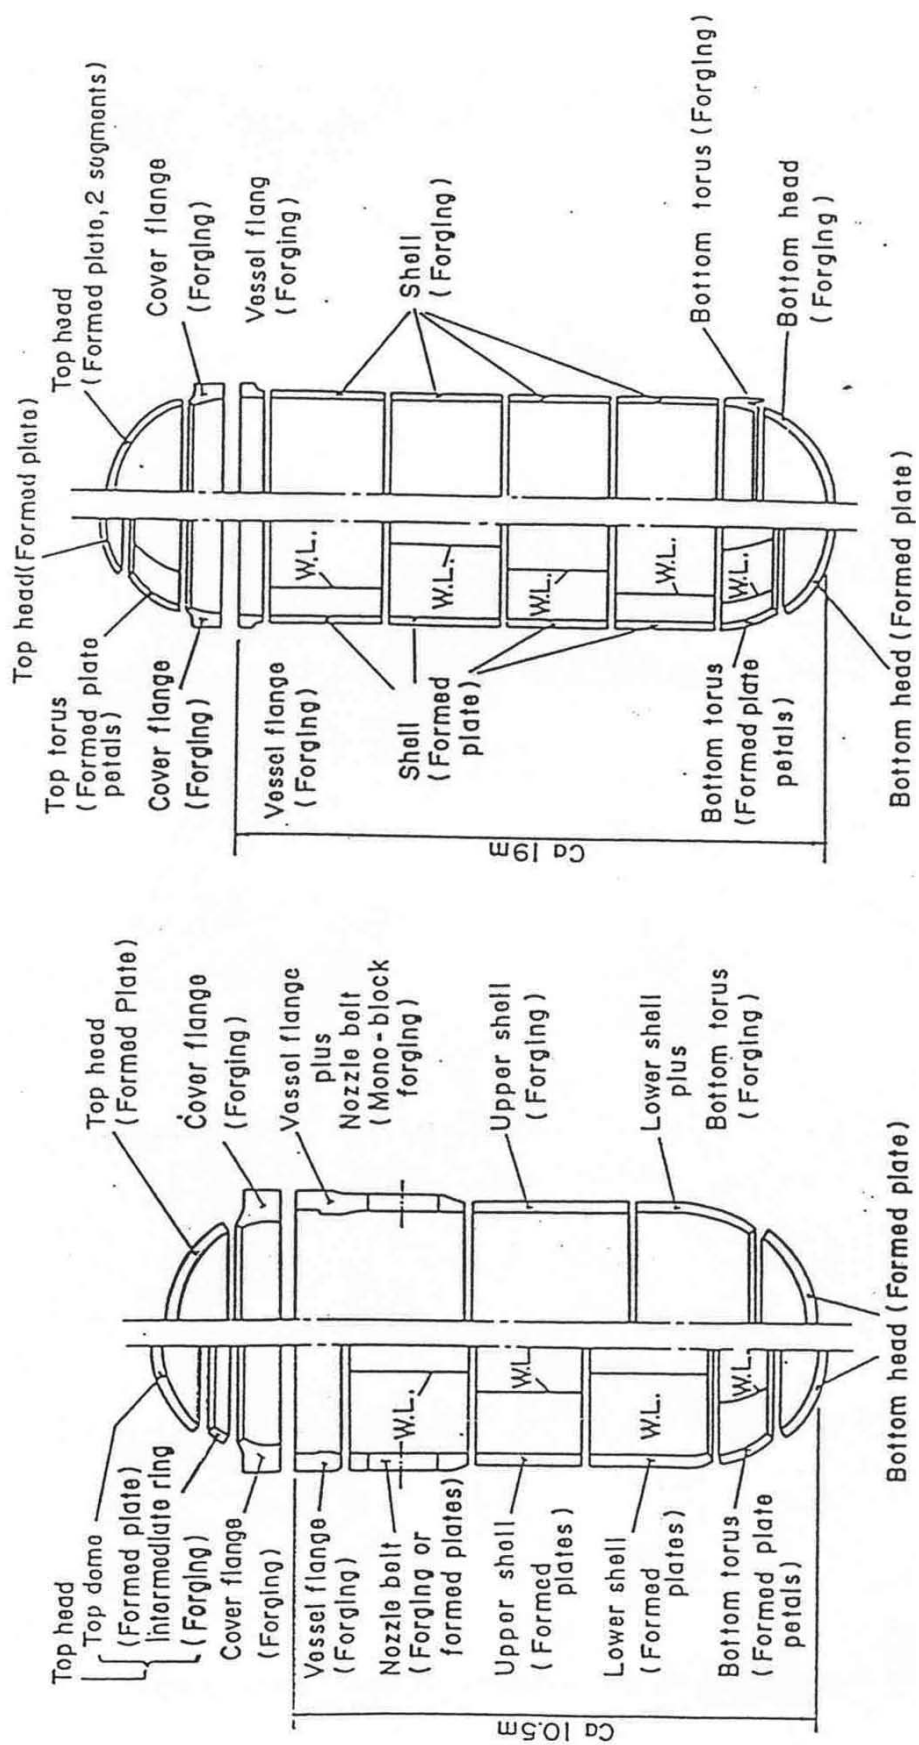 Top head
Top dome
(Formed plate)
Intermediate ring
(Forging)
Cover flange
(Forging)
Vessel flange
(Forging)
Nozzle belt
(Forging or
formed plates)
Upper shell
(Formed
plates)
Lower shell
(Formed
plates)
Bottom torus
(Formed plate
petals)
Ca 10.5m
W.L.
W.L.
W.L.
W.L.
Top head
(Formed Plate)
Cover flange
(Forging)
Vessel flange
plus
Nozzle belt
(Mono-block
forging)
Upper shell
(Forging)
Lower shell
plus
Bottom torus
(Forging)
Bottom head (Formed plate)
Top head (Formed plate)
Top torus
(Formed plate
petals)
Cover flange
(Forging)
Vessel flange
(Forging)
Shell
(Formed
plate)
Bottom torus
(Formed plate
petals)
Ca 19m
W.L.
W.L.
W.L.
W.L.
W.L.
Top head
(Formed plate, 2 segments)
Cover flange
(Forging)
Vessel flang
(Forging)
Shell
(Forging)
Bottom torus (Forging)
Bottom head
(Forging)
Bottom head (Formed plate)